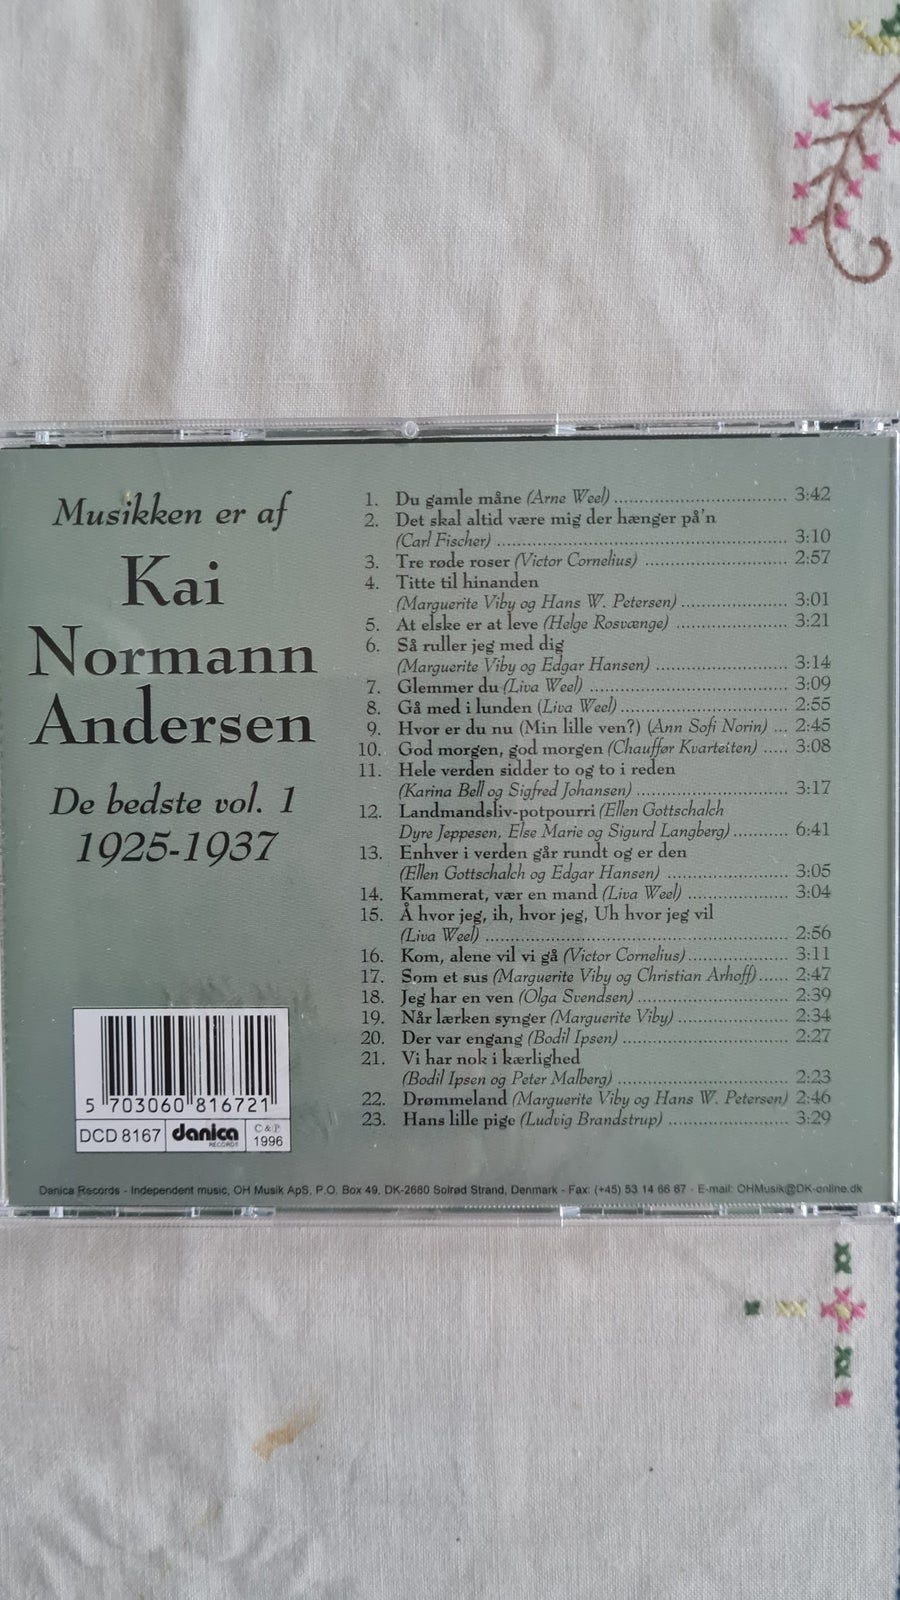 Musikken er af
Kai
Normann
Andersen
De bedste vol. 1
1925-1937
1. Du gamle måne (Arne Weel) 3:42
2. Det skal altid være mig der hænger på'n
(Carl Fischer) 3:10
3. Tre røde roser (Victor Cornelius) 2:57
4. Titte til hinanden
(Marguerite Viby og Hans W. Petersen) 3:01
5. At elske er at leve (Helge Rosvænge) 3:21
6. Så ruller jeg med dig
(Marguerite Viby og Edgar Hansen) 3:14
7. Glemmer du (Liva Weel) 3:09
8. Gå med i lunden (Liva Weel) 2:55
9. Hvor er du nu (Min lille ven?) (Ann Sofi Norin) ... 2:45
10. God morgen, god morgen (Chauffør Kvarteiten) ..... 3:08
11. Hele verden sidder to og to i reden
(Karina Bell og Sigfred Johansen) 3:17
12. Landmandsliv-potpourri (Ellen Gottschalch
Dyre Jeppesen, Else Marie og Sigurd Langberg) 6:41
13. Enhver i verden går rundt og er den
(Ellen Gottschalch og Edgar Hansen) 3:05
14. Kammerat, vær en mand (Liva Weel) 3:04
15. Å hvor jeg, ih, hvor jeg, Uh hvor jeg vil
(Liva Weel) 2:56
16. Kom, alene vil vi gå (Victor Cornelius) 3:11
17. Som et sus (Marguerite Viby og Christian Arhoff) 2:47
18. Jeg har en ven (Olga Svendsen) 2:39
19. Når lærken synger (Marguerite Viby) 2:34
20. Der var engang (Bodil Ipsen) 2:27
21. Vi har nok i kærlighed
(Bodil Ipsen og Peter Malberg) 2:23
22. Drømmeland (Marguerite Viby og Hans W. Petersen) 2:46
23. Hans lille pige (Ludvig Brandstrup) 3:29
5 703060 816721
DCD 8167 danica RECORDS C & P 1996
Danica Records - Independent music, OH Musik ApS, P.O. Box 49, DK-2680 Solrød Strand, Denmark - Fax: (+45) 53 14 66 67 - E-mail: OHMusik@DK-online.dk